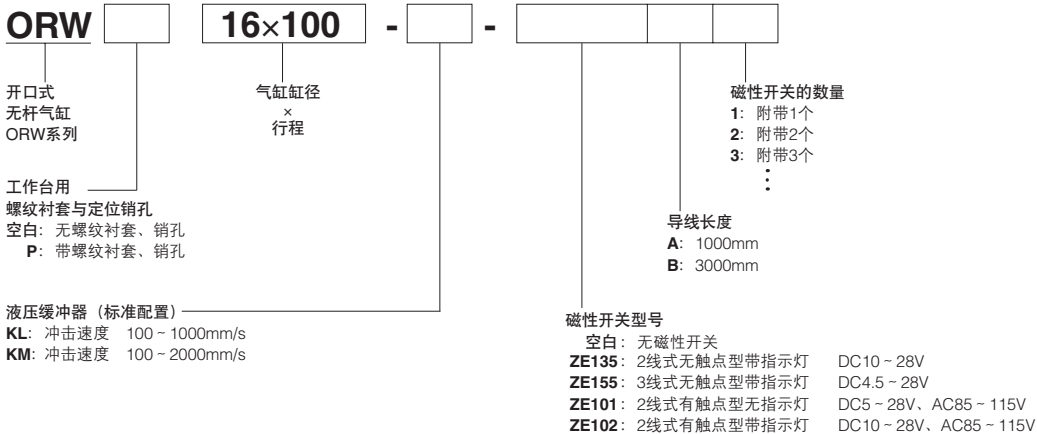 ORW 16×100 - -
开口式
无杆气缸
ORW系列
气缸缸径
×
行程
磁性开关的数量
1：附带1个
2：附带2个
3：附带3个
⋮
工作台用
螺纹衬套与定位销孔
空白：无螺纹衬套、销孔
P：带螺纹衬套、销孔
导线长度
A：1000mm
B：3000mm
液压缓冲器（标准配置）
KL：冲击速度 100～1000mm/s
KM：冲击速度 100～2000mm/s
磁性开关型号
空白：无磁性开关
ZE135：2线式无触点型带指示灯 DC10～28V
ZE155：3线式无触点型带指示灯 DC4.5～28V
ZE101：2线式有触点型无指示灯 DC5～28V、AC85～115V
ZE102：2线式有触点型带指示灯 DC10～28V、AC85～115V